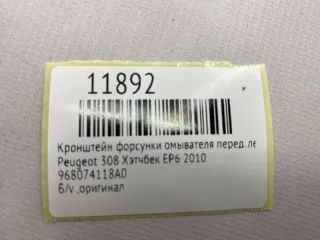 11892
Кронштейн форсунки омывателя перед.ле
Peugeot 308 Хэтчбек EP6 2010
968074118A0
Б/у ,оригинал